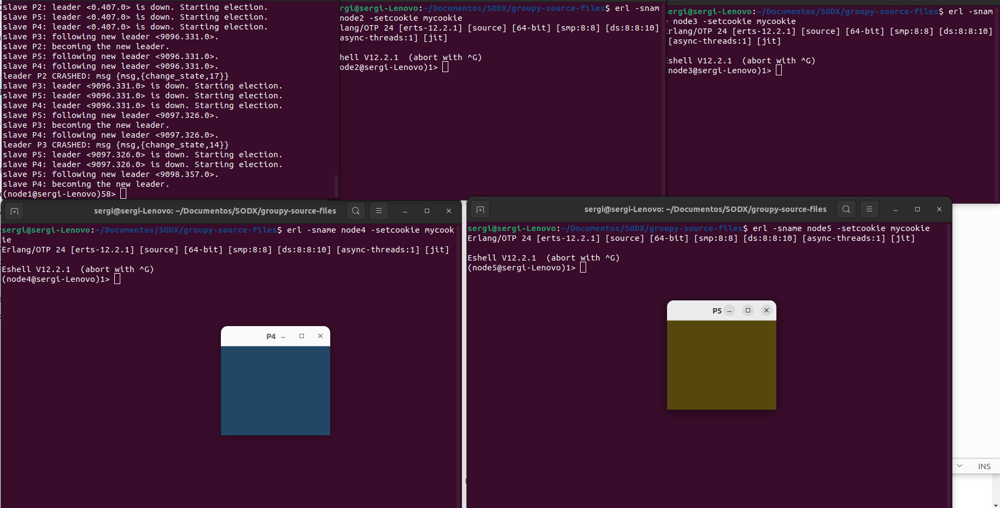 slave P2: leader <0.407.0> is down. Starting election.
slave P5: leader <0.407.0> is down. Starting election.
slave P4: leader <0.407.0> is down. Starting election.
slave P3: following new leader <9096.331.0>.
slave P2: becoming the new leader.
slave P5: following new leader <9096.331.0>.
slave P4: following new leader <9096.331.0>.
leader P2 CRASHED: msg {msg,{change_state,17}}
slave P3: leader <9096.331.0> is down. Starting election.
slave P5: leader <9096.331.0> is down. Starting election.
slave P4: leader <9096.331.0> is down. Starting election.
slave P5: following new leader <9097.326.0>.
slave P3: becoming the new leader.
slave P4: following new leader <9097.326.0>.
leader P3 CRASHED: msg {msg,{change_state,14}}
slave P5: leader <9097.326.0> is down. Starting election.
slave P4: leader <9097.326.0> is down. Starting election.
slave P5: following new leader <9098.357.0>.
slave P4: becoming the new leader.
(node1@sergi-Lenovo)58>
rgi@sergi-Lenovo:~/Documentos/SODX/groupy-source-files$ erl -snam
node2 -setcookie mycookie
lang/OTP 24 [erts-12.2.1] [source] [64-bit] [smp:8:8] [ds:8:8:10]
[async-threads:1] [jit]
hell V12.2.1  (abort with ^G)
ode2@sergi-Lenovo)1>
ergi@sergi-Lenovo:~/Documentos/SODX/groupy-source-files$ erl -snam
e node3 -setcookie mycookie
Erlang/OTP 24 [erts-12.2.1] [source] [64-bit] [smp:8:8] [ds:8:8:10]
[async-threads:1] [jit]
Eshell V12.2.1  (abort with ^G)
(node3@sergi-Lenovo)1>
sergi@sergi-Lenovo: ~/Documentos/SODX/groupy-source-files
sergi@sergi-Lenovo:~/Documentos/SODX/groupy-source-files$ erl -sname node4 -setcookie mycook
ie
Erlang/OTP 24 [erts-12.2.1] [source] [64-bit] [smp:8:8] [ds:8:8:10] [async-threads:1] [jit]
Eshell V12.2.1  (abort with ^G)
(node4@sergi-Lenovo)1>
P4
sergi@sergi-Lenovo: ~/Documentos/SODX/groupy-source-files
sergi@sergi-Lenovo:~/Documentos/SODX/groupy-source-files$ erl -sname node5 -setcookie mycookie
Erlang/OTP 24 [erts-12.2.1] [source] [64-bit] [smp:8:8] [ds:8:8:10] [async-threads:1] [jit]
Eshell V12.2.1  (abort with ^G)
(node5@sergi-Lenovo)1>
P5
INS